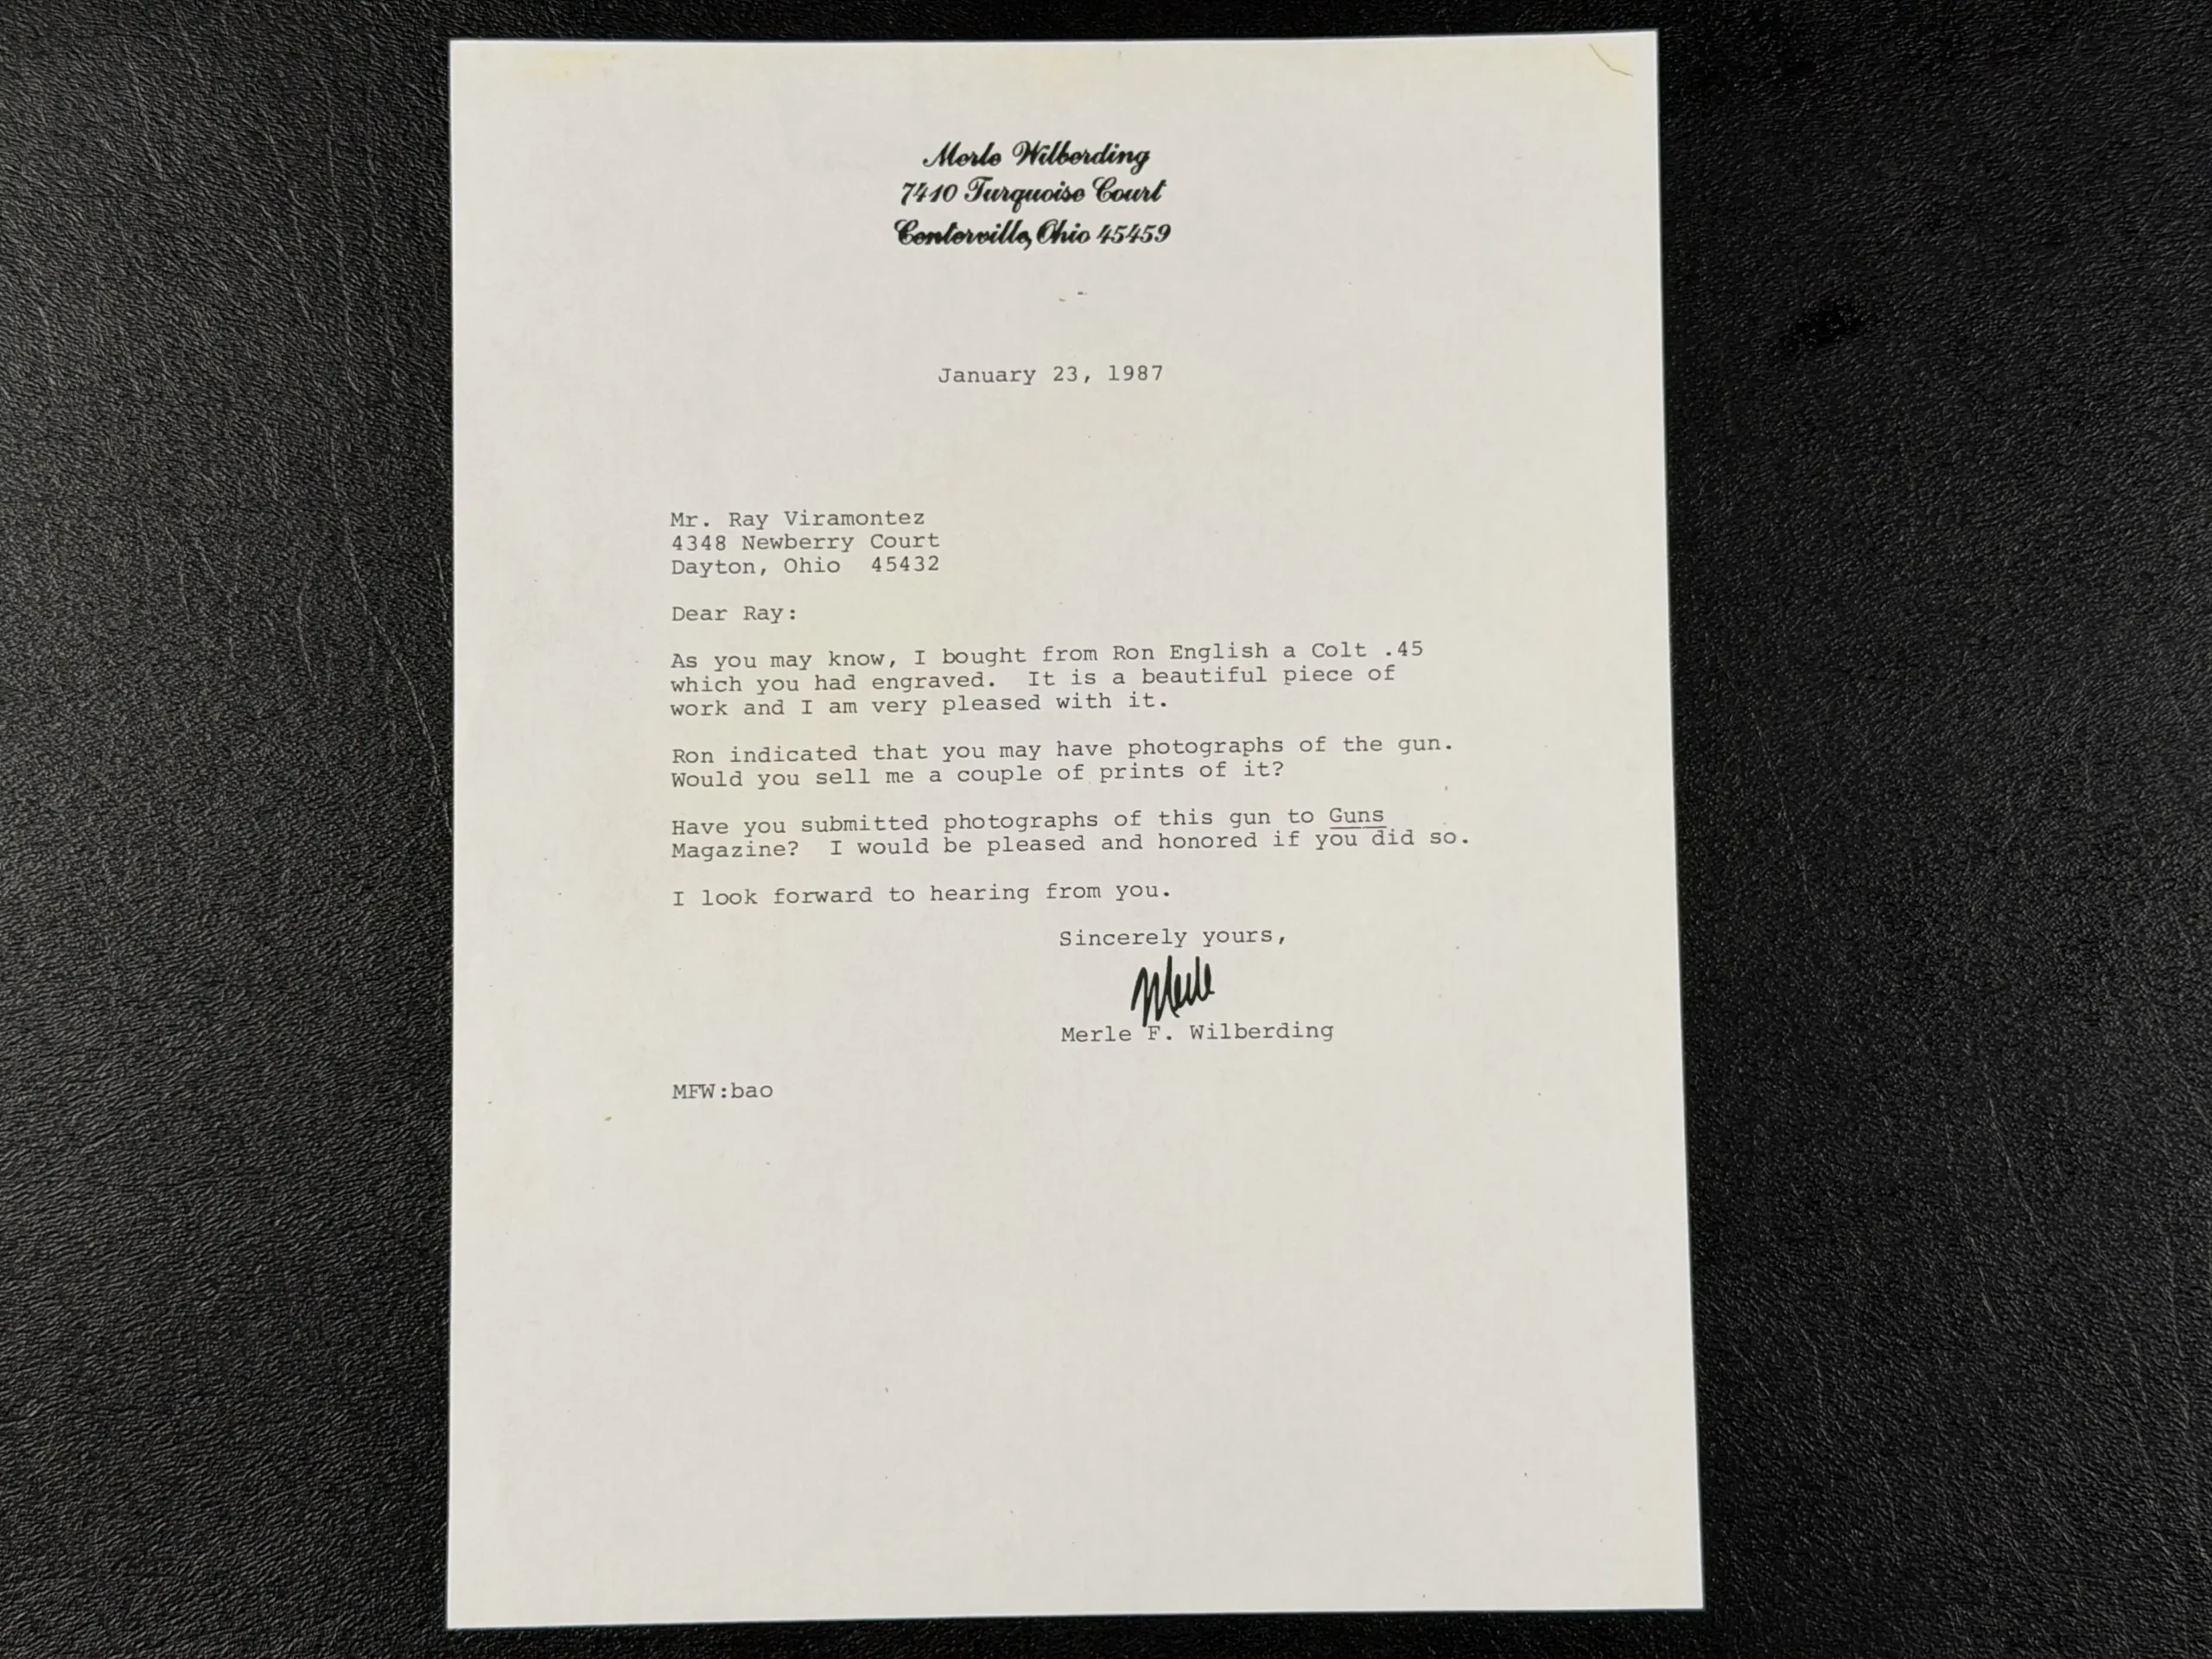 Merle Wilberding
7410 Turquoise Court
Centerville, Ohio 45459
January 23, 1987
Mr. Ray Viramontez
4348 Newberry Court
Dayton, Ohio  45432
Dear Ray:
As you may know, I bought from Ron English a Colt .45
which you had engraved.  It is a beautiful piece of
work and I am very pleased with it.
Ron indicated that you may have photographs of the gun.
Would you sell me a couple of prints of it?
Have you submitted photographs of this gun to Guns
Magazine?  I would be pleased and honored if you did so.
I look forward to hearing from you.
Sincerely yours,
Merle
Merle F. Wilberding
MFW:bao